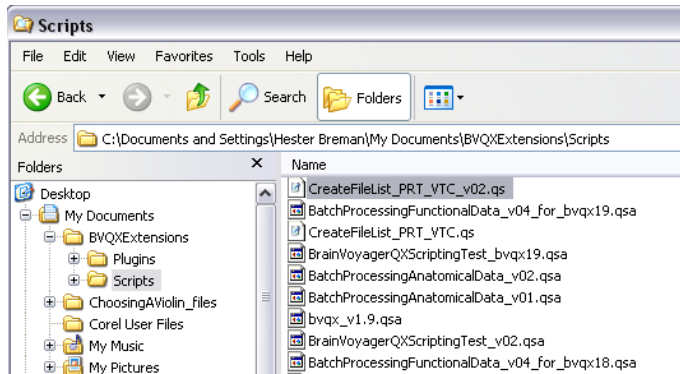 Scripts
File Edit View Favorites Tools Help
Back Search Folders
Address C:\Documents and Settings\Hester Breman\My Documents\BVQXExtensions\Scripts
Folders x Name
Desktop
My Documents
BVQXExtensions
Plugins
Scripts
ChoosingAViolin_files
Corel User Files
My Music
My Pictures
CreateFileList_PRT_VTC_v02.qs
BatchProcessingFunctionalData_v04_for_bvqx19.qsa
CreateFileList_PRT_VTC.qs
BrainVoyagerQXScriptingTest_bvqx19.qsa
BatchProcessingAnatomicalData_v02.qsa
BatchProcessingAnatomicalData_v01.qsa
bvqx_v1.9.qsa
BrainVoyagerQXScriptingTest_v02.qsa
BatchProcessingFunctionalData_v04_for_bvqx18.qsa